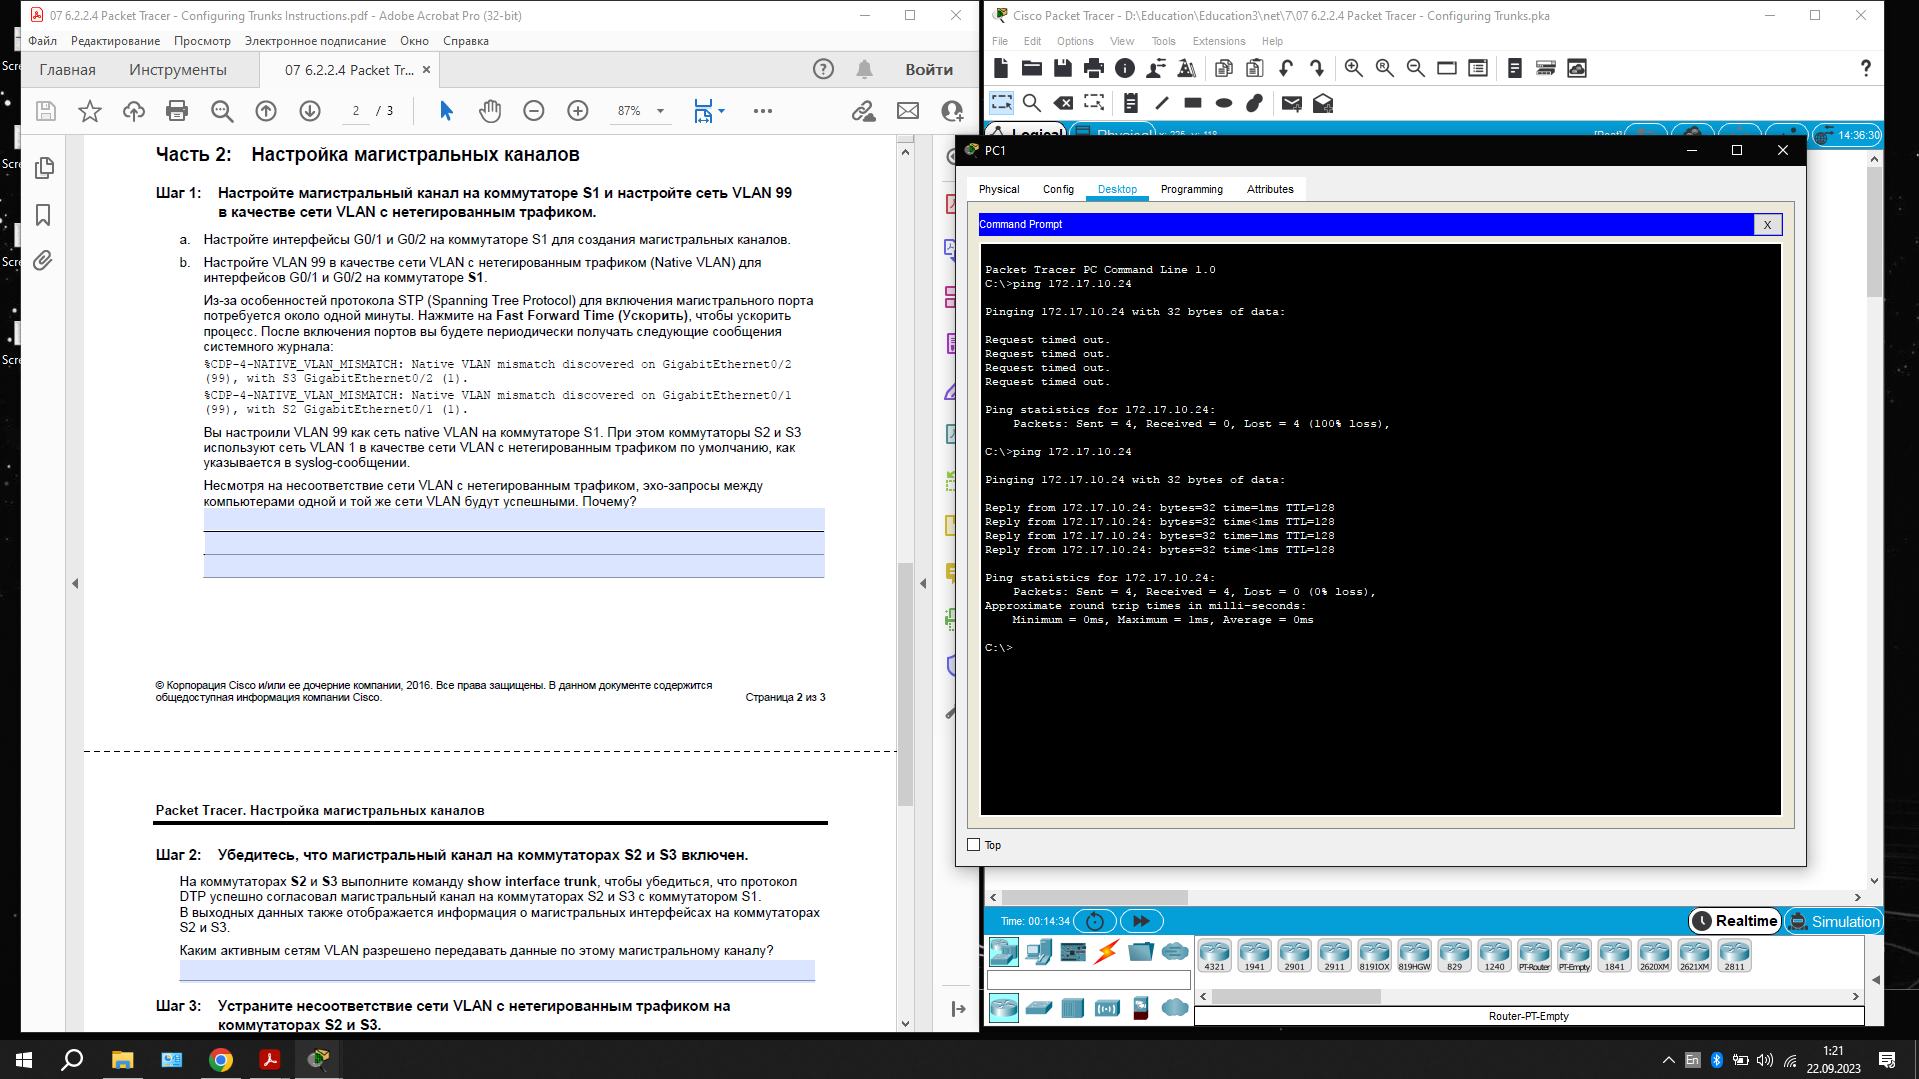 07 6.2.2.4 Packet Tracer - Configuring Trunks Instructions.pdf - Adobe Acrobat Pro (32-bit)
Файл Редактирование Просмотр Электронное подписание Окно Справка
Главная Инструменты 07 6.2.2.4 Packet Tr... × Войти
2 / 3 87%
Часть 2: Настройка магистральных каналов
Шаг 1: Настройте магистральный канал на коммутаторе S1 и настройте сеть VLAN 99
в качестве сети VLAN с нетегированным трафиком.
a. Настройте интерфейсы G0/1 и G0/2 на коммутаторе S1 для создания магистральных каналов.
b. Настройте VLAN 99 в качестве сети VLAN с нетегированным трафиком (Native VLAN) для
интерфейсов G0/1 и G0/2 на коммутаторе S1.
Из-за особенностей протокола STP (Spanning Tree Protocol) для включения магистрального порта
потребуется около одной минуты. Нажмите на Fast Forward Time (Ускорить), чтобы ускорить
процесс. После включения портов вы будете периодически получать следующие сообщения
системного журнала:
%CDP-4-NATIVE_VLAN_MISMATCH: Native VLAN mismatch discovered on GigabitEthernet0/2
(99), with S3 GigabitEthernet0/2 (1).
%CDP-4-NATIVE_VLAN_MISMATCH: Native VLAN mismatch discovered on GigabitEthernet0/1
(99), with S2 GigabitEthernet0/1 (1).
Вы настроили VLAN 99 как сеть native VLAN на коммутаторе S1. При этом коммутаторы S2 и S3
используют сеть VLAN 1 в качестве сети VLAN с нетегированным трафиком по умолчанию, как
указывается в syslog-сообщении.
Несмотря на несоответствие сети VLAN с нетегированным трафиком, эхо-запросы между
компьютерами одной и той же сети VLAN будут успешными. Почему?
© Корпорация Cisco и/или ее дочерние компании, 2016. Все права защищены. В данном документе содержится
общедоступная информация компании Cisco. Страница 2 из 3
Packet Tracer. Настройка магистральных каналов
Шаг 2: Убедитесь, что магистральный канал на коммутаторах S2 и S3 включен.
На коммутаторах S2 и S3 выполните команду show interface trunk, чтобы убедиться, что протокол
DTP успешно согласовал магистральный канал на коммутаторах S2 и S3 с коммутатором S1.
В выходных данных также отображается информация о магистральных интерфейсах на коммутаторах
S2 и S3.
Каким активным сетям VLAN разрешено передавать данные по этому магистральному каналу?
Шаг 3: Устраните несоответствие сети VLAN с нетегированным трафиком на
коммутаторах S2 и S3.
Cisco Packet Tracer - D:\Education\Education3\net\7\07 6.2.2.4 Packet Tracer - Configuring Trunks.pka
File Edit Options View Tools Extensions Help
Logical Physical x: 225, y: 118 [Root] 14:36:30
PC1
Physical Config Desktop Programming Attributes
Command Prompt X
Packet Tracer PC Command Line 1.0
C:\>ping 172.17.10.24
Pinging 172.17.10.24 with 32 bytes of data:
Request timed out.
Request timed out.
Request timed out.
Request timed out.
Ping statistics for 172.17.10.24:
Packets: Sent = 4, Received = 0, Lost = 4 (100% loss),
C:\>ping 172.17.10.24
Pinging 172.17.10.24 with 32 bytes of data:
Reply from 172.17.10.24: bytes=32 time=1ms TTL=128
Reply from 172.17.10.24: bytes=32 time<1ms TTL=128
Reply from 172.17.10.24: bytes=32 time=1ms TTL=128
Reply from 172.17.10.24: bytes=32 time<1ms TTL=128
Ping statistics for 172.17.10.24:
Packets: Sent = 4, Received = 4, Lost = 0 (0% loss),
Approximate round trip times in milli-seconds:
Minimum = 0ms, Maximum = 1ms, Average = 0ms
C:\>
Top
Time: 00:14:34 Realtime Simulation
4321 1941 2901 2911 819IOX 819HGW 829 1240 PT-Router PT-Empty 1841 2620XM 2621XM 2811
Router-PT-Empty
Scre
Scre
Scre
Scre
En
1:21
22.09.2023